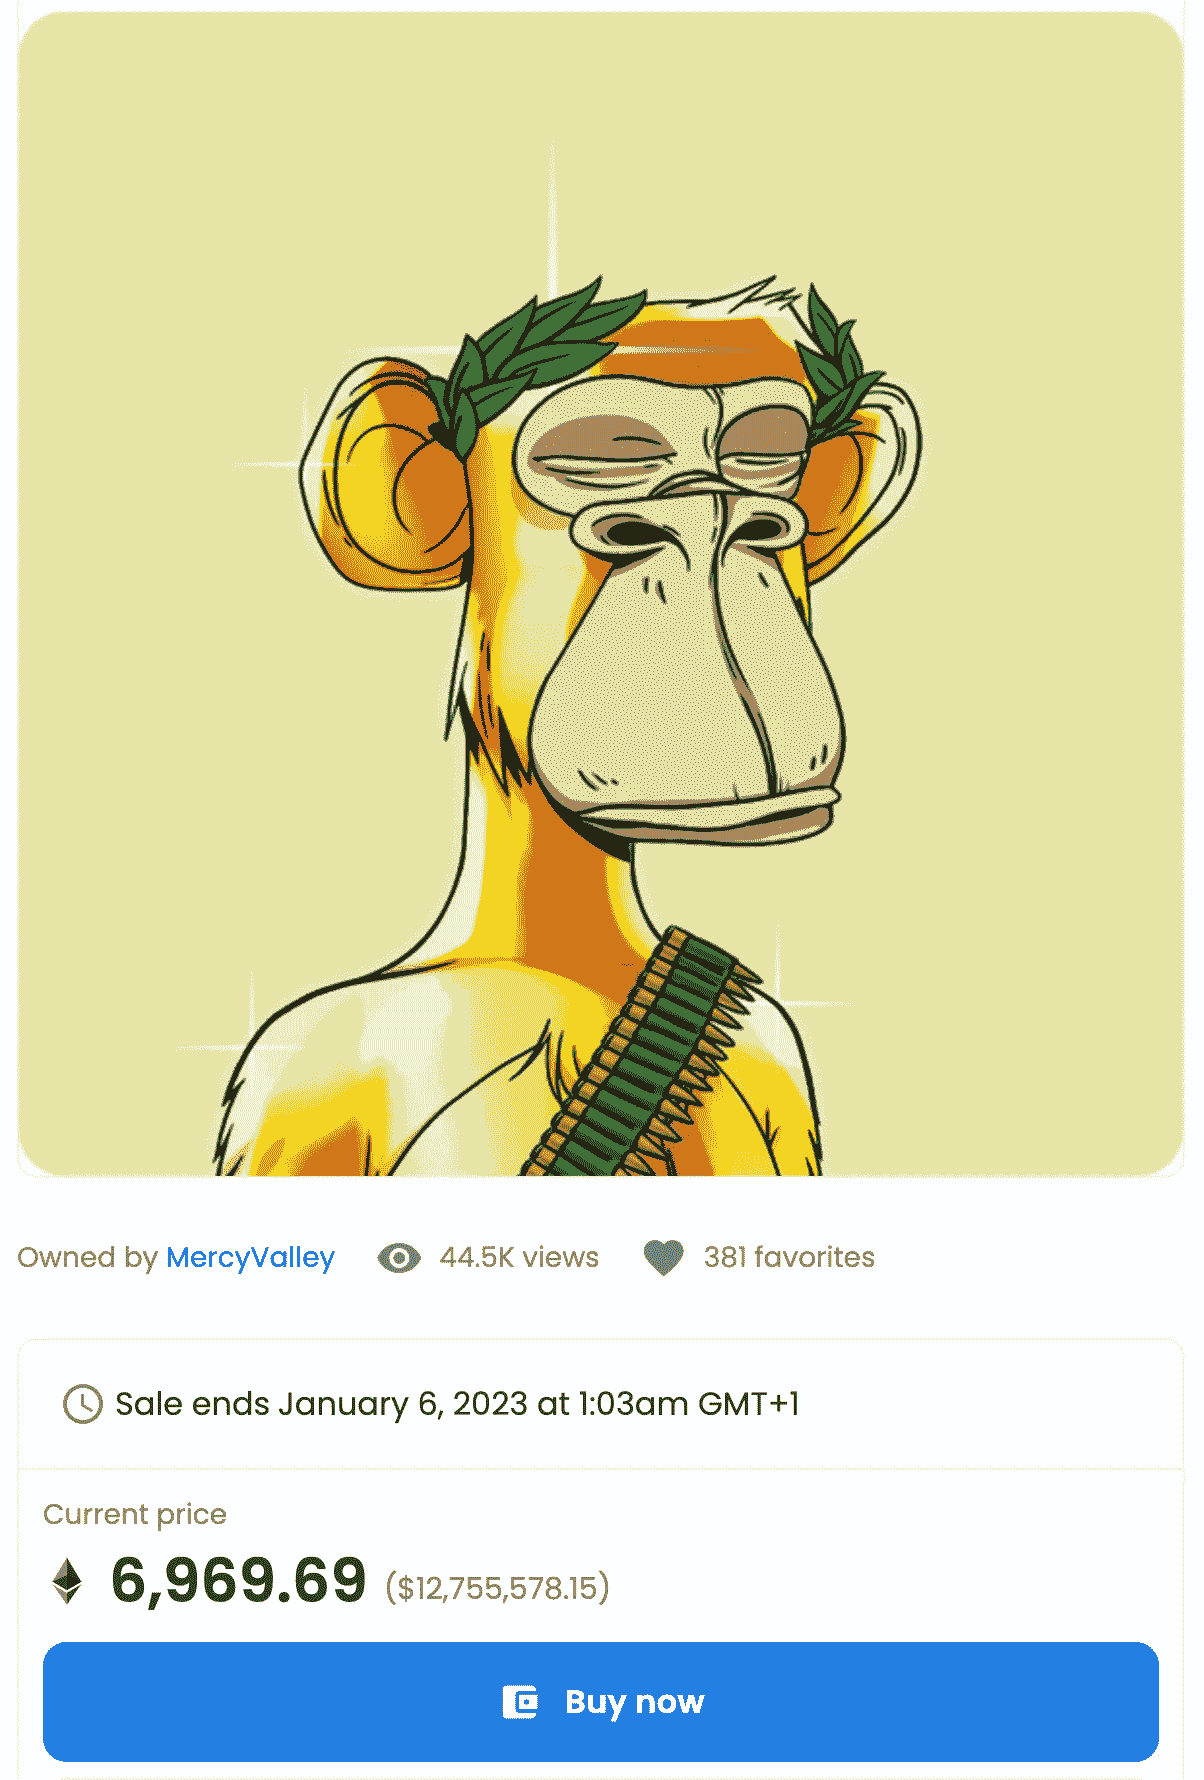 Owned by MercyValley 44.5K views 381 favorites
Sale ends January 6, 2023 at 1:03am GMT+1
Current price
6,969.69 ($12,755,578.15)
Buy now